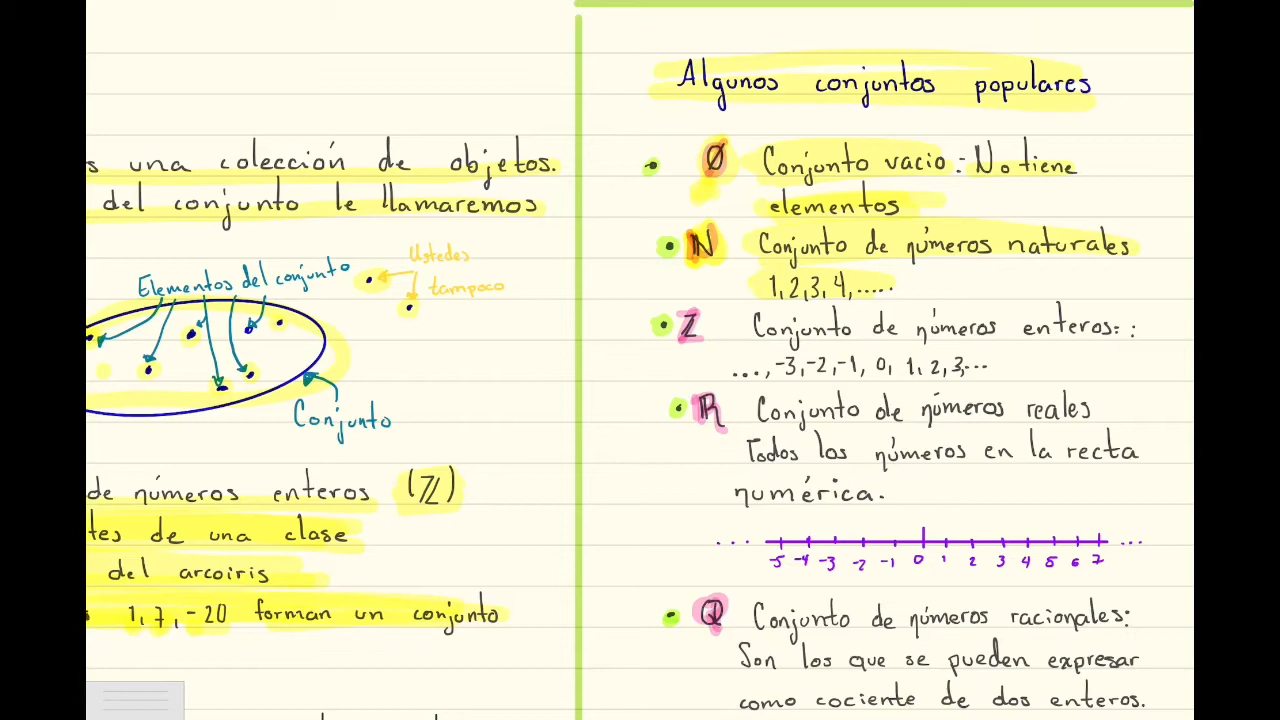 s una colección de objetos.
del conjunto le llamaremos
Ustedes
tampoco
Elementos del conjunto
Conjunto
de números enteros (ℤ)
tes de una clase
del arcoiris
1, 7, -20 forman un conjunto
Algunos conjuntos populares
• Ø Conjunto vacio : No tiene
elementos
• ℕ Conjunto de números naturales
1, 2, 3, 4, .....
• ℤ Conjunto de números enteros: :
..., -3, -2, -1, 0, 1, 2, 3, ...
• ℝ Conjunto de números reales
Todos los números en la recta
numérica.
... -5 -4 -3 -2 -1 0 1 2 3 4 5 6 7 ...
• ℚ Conjunto de números racionales:
Son los que se pueden expresar
como cociente de dos enteros.